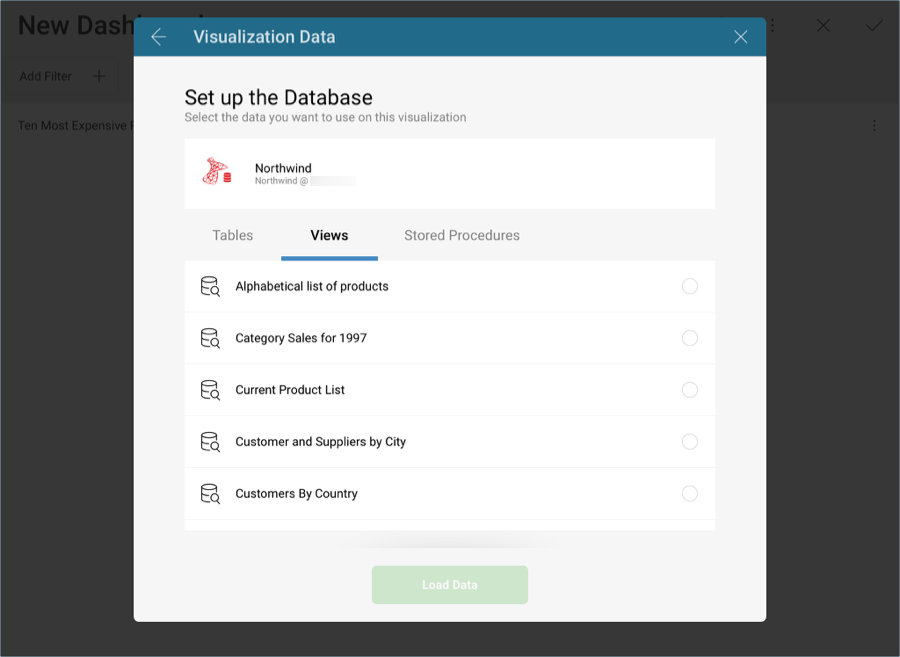 New Dash
Visualization Data
Add Filter
Set up the Database
Select the data you want to use on this visualization
Ten Most Expensive
Northwind
Northwind @
Tables Views Stored Procedures
Alphabetical list of products
Category Sales for 1997
Current Product List
Customer and Suppliers by City
Customers By Country
Load Data